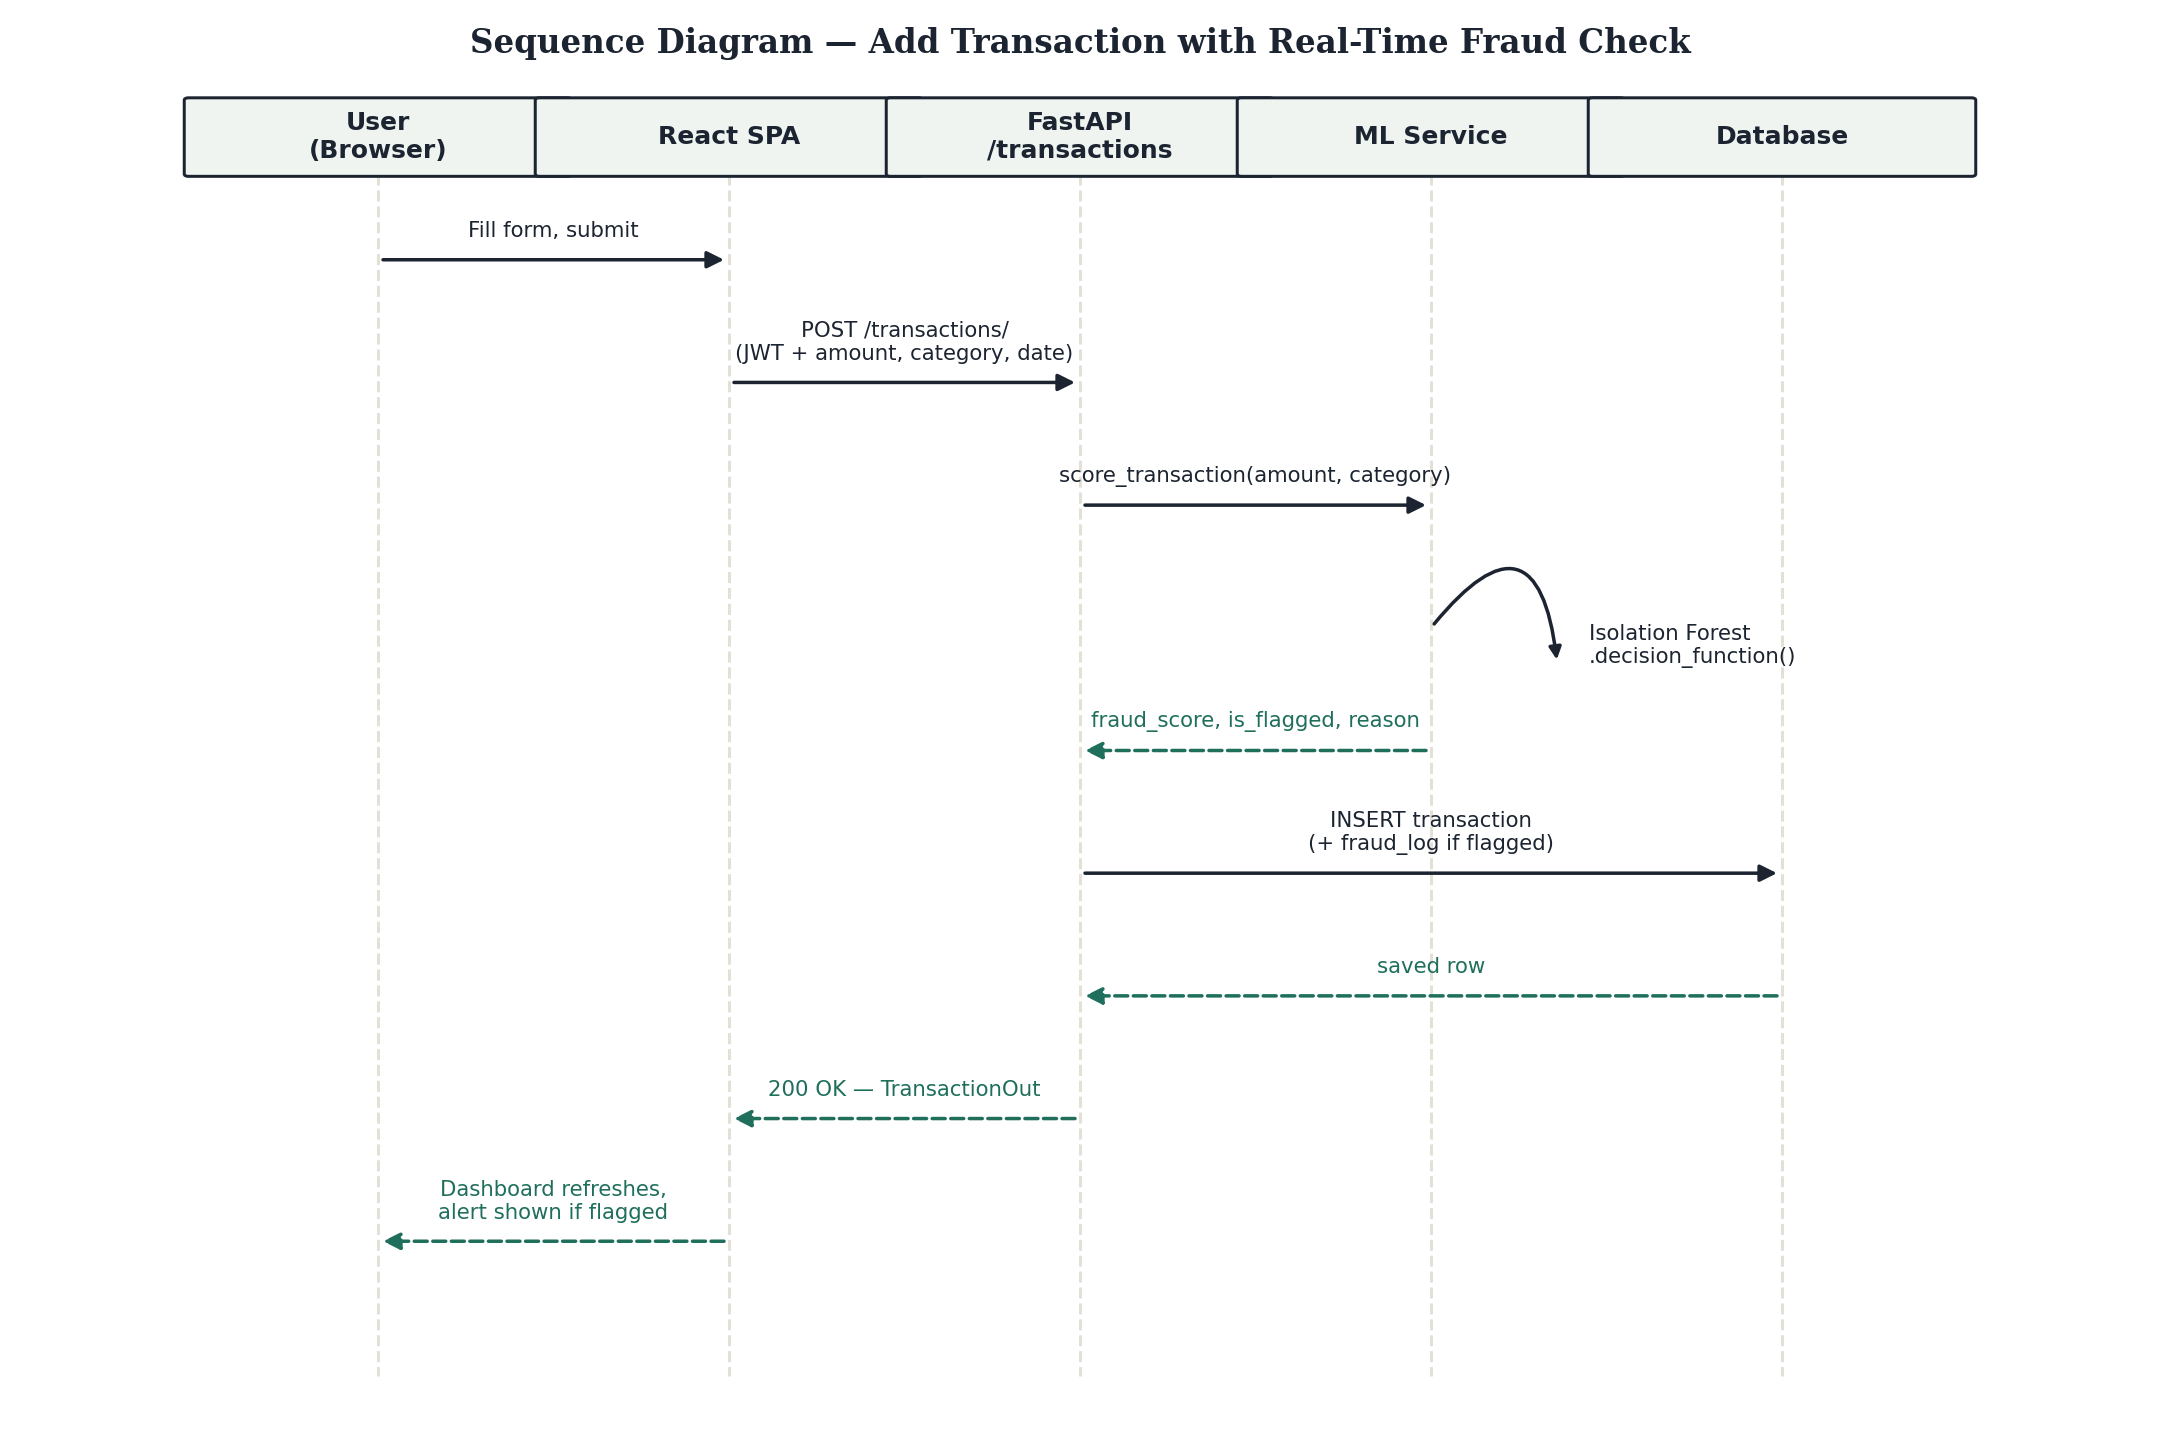 Sequence Diagram — Add Transaction with Real-Time Fraud Check
User
(Browser)
React SPA
FastAPI
/transactions
ML Service
Database
Fill form, submit
POST /transactions/
(JWT + amount, category, date)
score_transaction(amount, category)
Isolation Forest
.decision_function()
fraud_score, is_flagged, reason
INSERT transaction
(+ fraud_log if flagged)
saved row
200 OK — TransactionOut
Dashboard refreshes,
alert shown if flagged